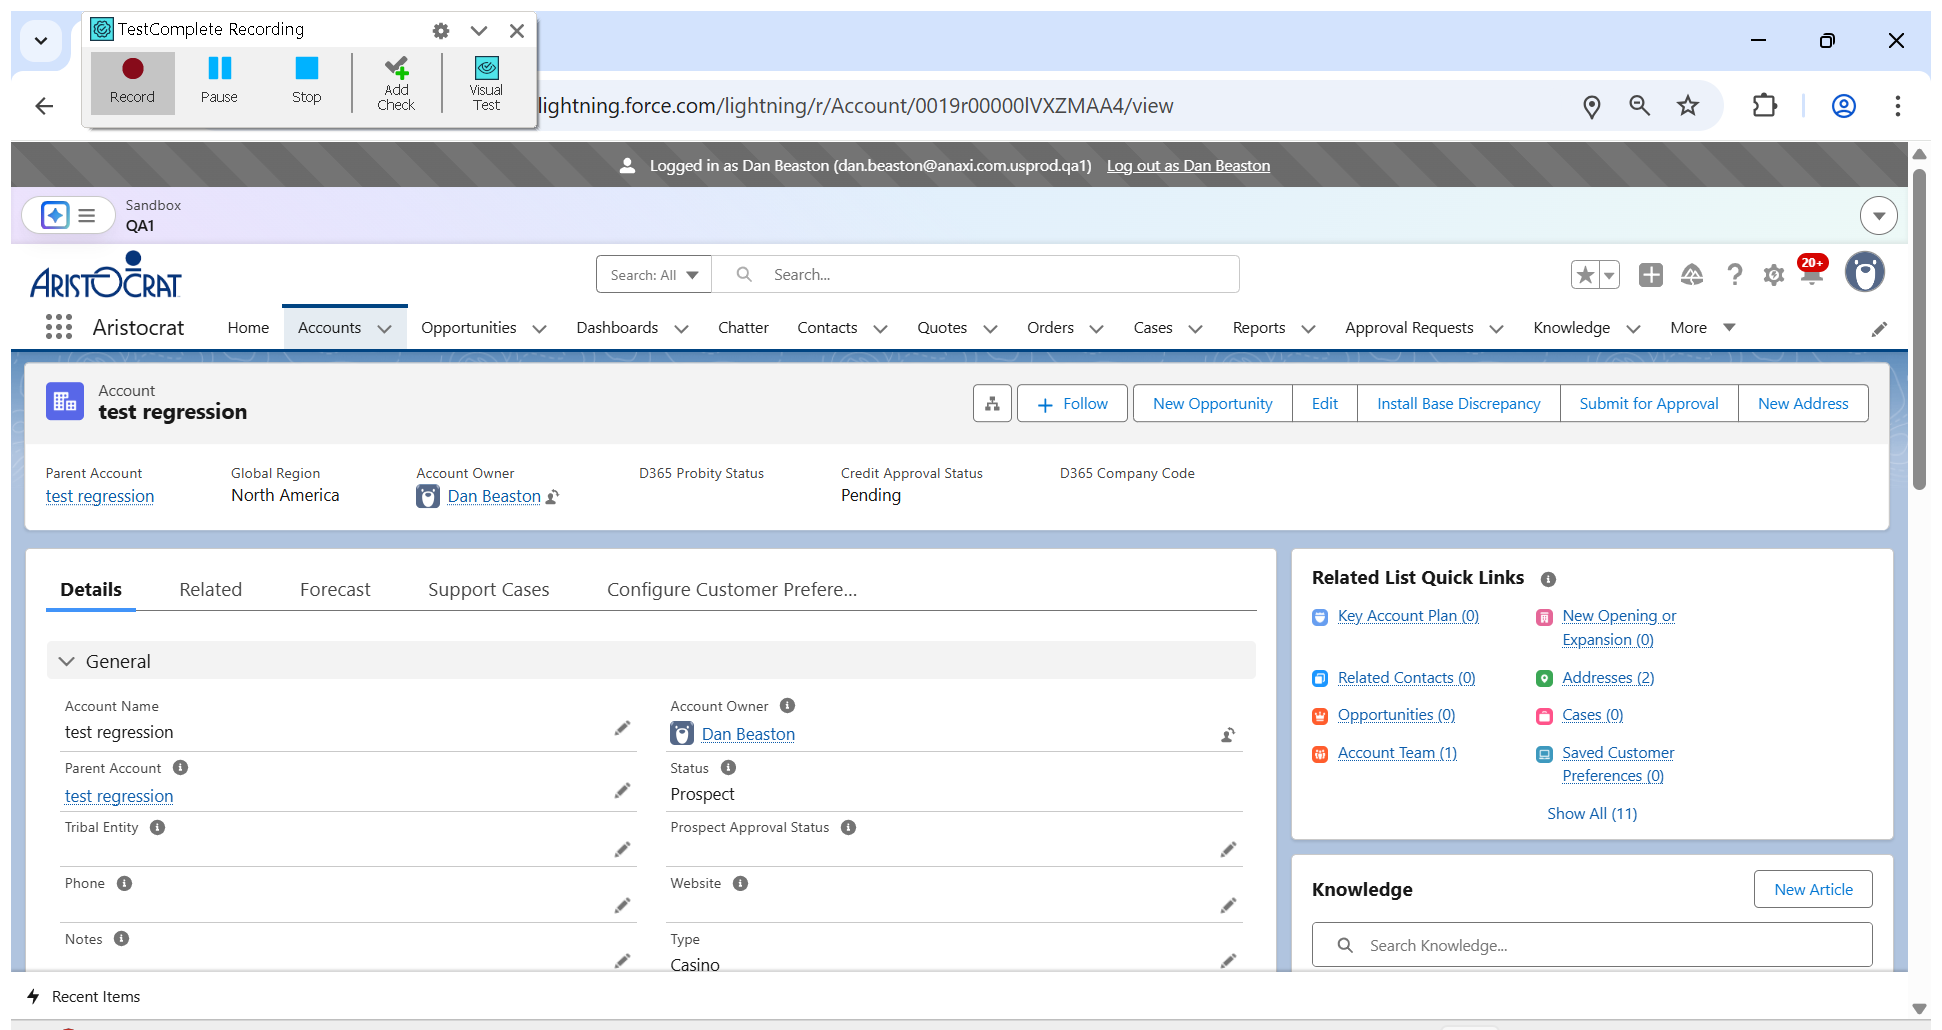 TestComplete Recording
Record
Pause
Stop
Add Check
Visual Test
lightning.force.com/lightning/r/Account/0019r00000lVXZMAA4/view
Logged in as Dan Beaston (dan.beaston@anaxi.com.usprod.qa1) Log out as Dan Beaston
Sandbox
QA1
ARISTOCRAT
Search: All
Search...
20+
Aristocrat
Home
Accounts
Opportunities
Dashboards
Chatter
Contacts
Quotes
Orders
Cases
Reports
Approval Requests
Knowledge
More
Account
test regression
Follow
New Opportunity
Edit
Install Base Discrepancy
Submit for Approval
New Address
Parent Account
test regression
Global Region
North America
Account Owner
Dan Beaston
D365 Probity Status
Credit Approval Status
Pending
D365 Company Code
Details
Related
Forecast
Support Cases
Configure Customer Prefere...
General
Account Name
test regression
Account Owner
Dan Beaston
Parent Account
test regression
Status
Prospect
Tribal Entity
Prospect Approval Status
Phone
Website
Notes
Type
Casino
Related List Quick Links
Key Account Plan (0)
New Opening or
Expansion (0)
Related Contacts (0)
Addresses (2)
Opportunities (0)
Cases (0)
Account Team (1)
Saved Customer
Preferences (0)
Show All (11)
Knowledge
New Article
Search Knowledge...
Recent Items